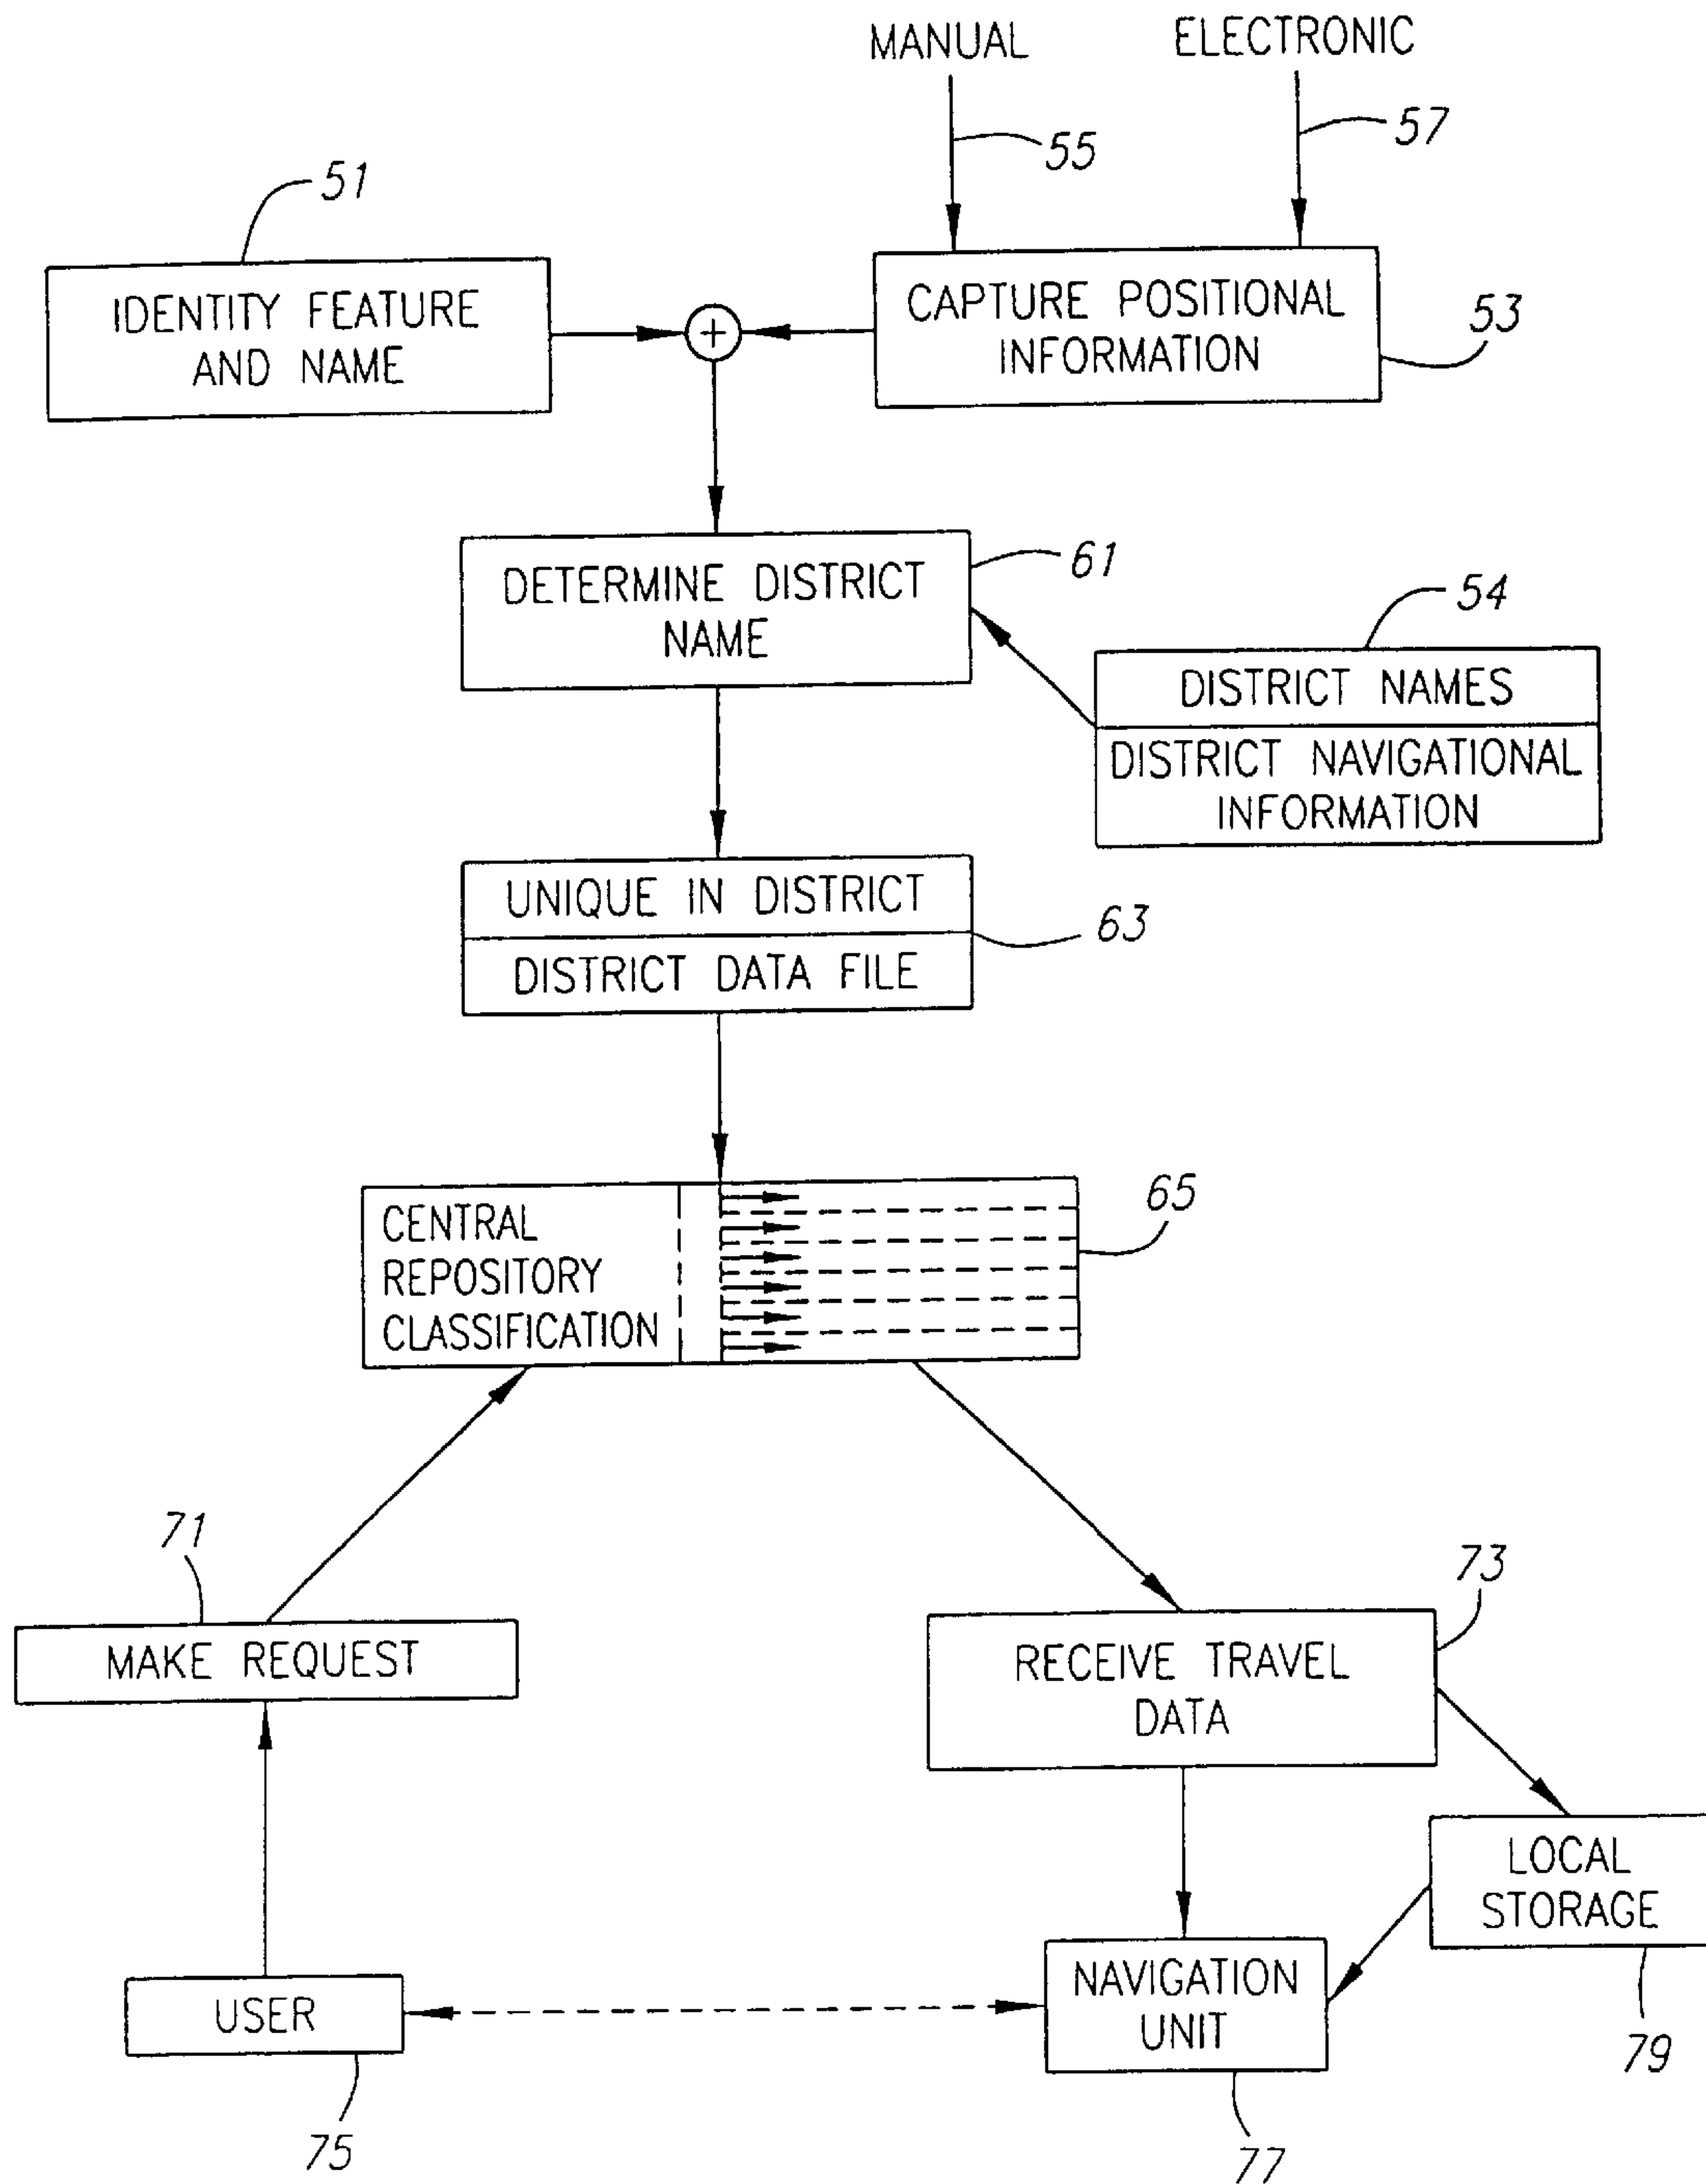 MANUAL
ELECTRONIC
55
57
51
IDENTITY FEATURE
AND NAME
CAPTURE POSITIONAL
INFORMATION
53
+
DETERMINE DISTRICT
NAME
61
54
DISTRICT NAMES
DISTRICT NAVIGATIONAL
INFORMATION
UNIQUE IN DISTRICT
DISTRICT DATA FILE
63
CENTRAL
REPOSITORY
CLASSIFICATION
65
71
MAKE REQUEST
73
RECEIVE TRAVEL
DATA
LOCAL
STORAGE
79
USER
75
NAVIGATION
UNIT
77